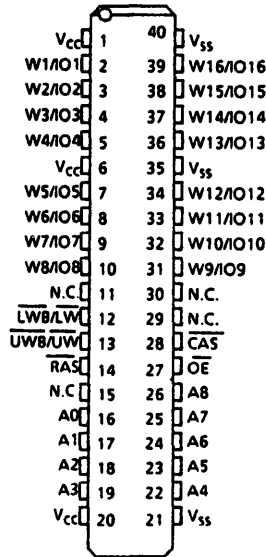 Vcc 1 40 Vss
W1/IO1 2 39 W16/IO16
W2/IO2 3 38 W15/IO15
W3/IO3 4 37 W14/IO14
W4/IO4 5 36 W13/IO13
Vcc 6 35 Vss
W5/IO5 7 34 W12/IO12
W6/IO6 8 33 W11/IO11
W7/IO7 9 32 W10/IO10
W8/IO8 10 31 W9/IO9
N.C. 11 30 N.C.
LWB/LW 12 29 N.C.
UWB/UW 13 28 CAS
RAS 14 27 OE
N.C 15 26 A8
A0 16 25 A7
A1 17 24 A6
A2 18 23 A5
A3 19 22 A4
Vcc 20 21 Vss